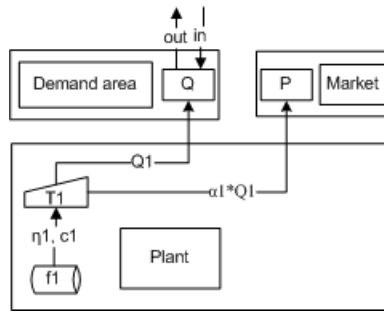 out in
Demand area
Q
P
Market
Q1
T1
α1*Q1
η1, c1
Plant
f1